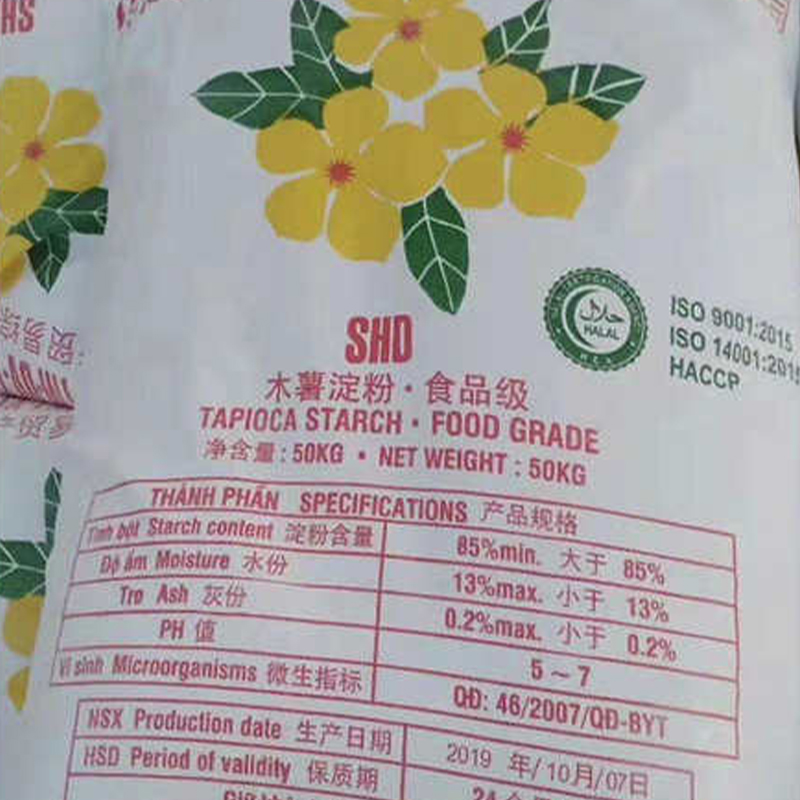 HS
SHD
木薯淀粉·食品级
TAPIOCA STARCH · FOOD GRADE
净含量:50KG · NET WEIGHT : 50KG
HALAL
ISO 9001:2015
ISO 14001:2015
HACCP
THÀNH PHẦN SPECIFICATIONS 产品规格
Tinh bột Starch content 淀粉含量 85%min. 大于 85%
Độ ẩm Moisture 水份 13%max. 小于 13%
Tro Ash 灰份 0.2%max. 小于 0.2%
PH 值 5 ~ 7
Vi sinh Microorganisms 微生指标 QĐ: 46/2007/QĐ-BYT
NSX Production date 生产日期 2019 年/10月/07日
HSD Period of validity 保质期 24